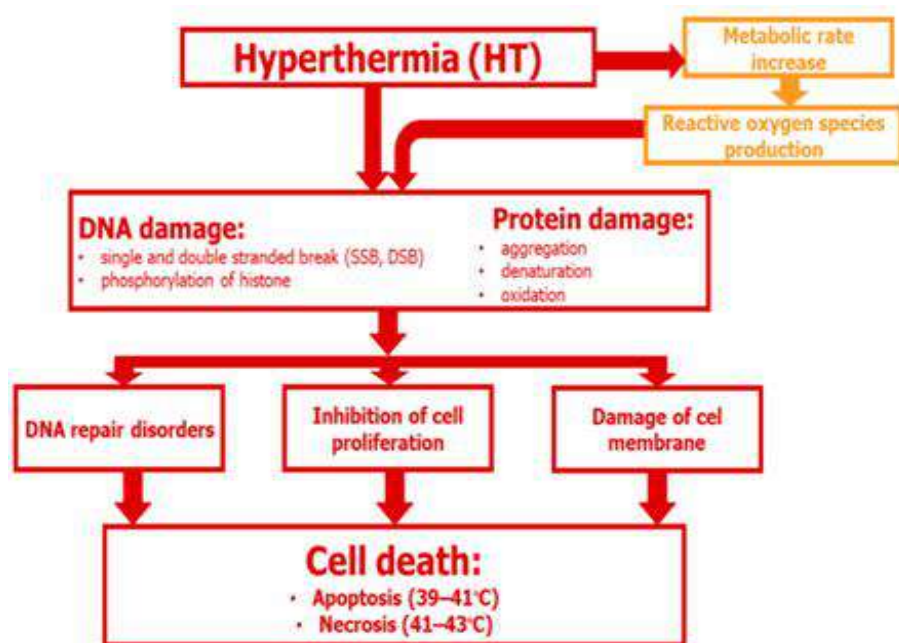 Hyperthermia (HT)
Metabolic rate
increase
Reactive oxygen species
production
DNA damage:
• single and double stranded break (SSB, DSB)
• phosphorylation of histone
Protein damage:
• aggregation
• denaturation
• oxidation
DNA repair disorders
Inhibition of cell
proliferation
Damage of cel
membrane
Cell death:
• Apoptosis (39–41°C)
• Necrosis (41–43°C)